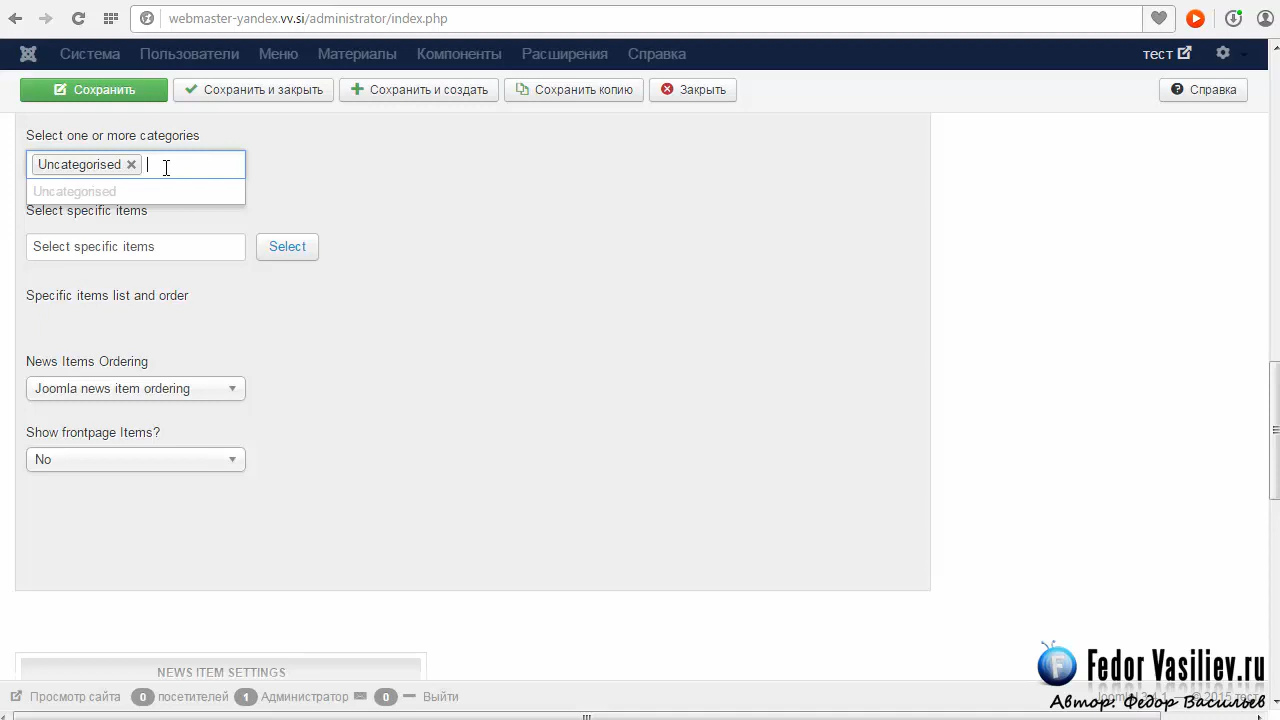 webmaster-yandex.vv.si/administrator/index.php
Система Пользователи Меню Материалы Компоненты Расширения Справка тест
Сохранить Сохранить и закрыть Сохранить и создать Сохранить копию Закрыть Справка
Select one or more categories
Uncategorised
Uncategorised
Select specific items
Select specific items Select
Specific items list and order
News Items Ordering
Joomla news item ordering
Show frontpage Items?
No
NEWS ITEM SETTINGS
Fedor Vasiliev.ru
Просмотр сайта 0 посетителей 1 Администратор 0 Выйти
Автор: Федор Васильев